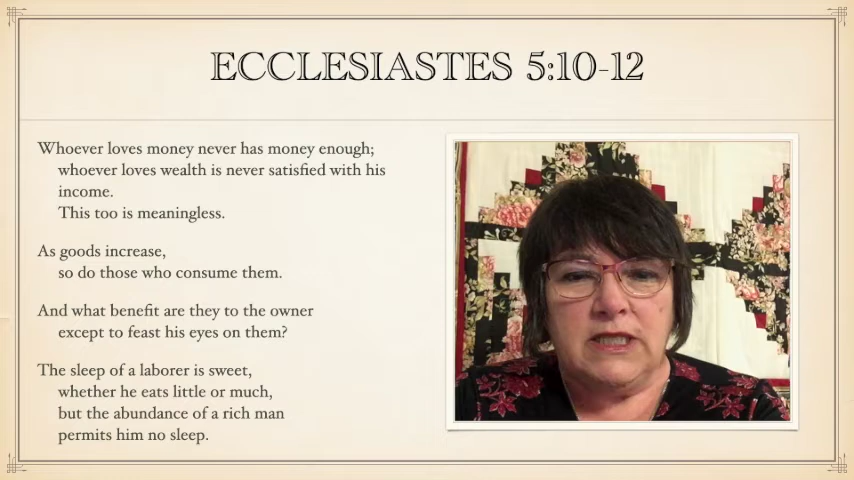 ECCLESIASTES 5:10-12
Whoever loves money never has money enough;
whoever loves wealth is never satisfied with his
income.
This too is meaningless.
As goods increase,
so do those who consume them.
And what benefit are they to the owner
except to feast his eyes on them?
The sleep of a laborer is sweet,
whether he eats little or much,
but the abundance of a rich man
permits him no sleep.